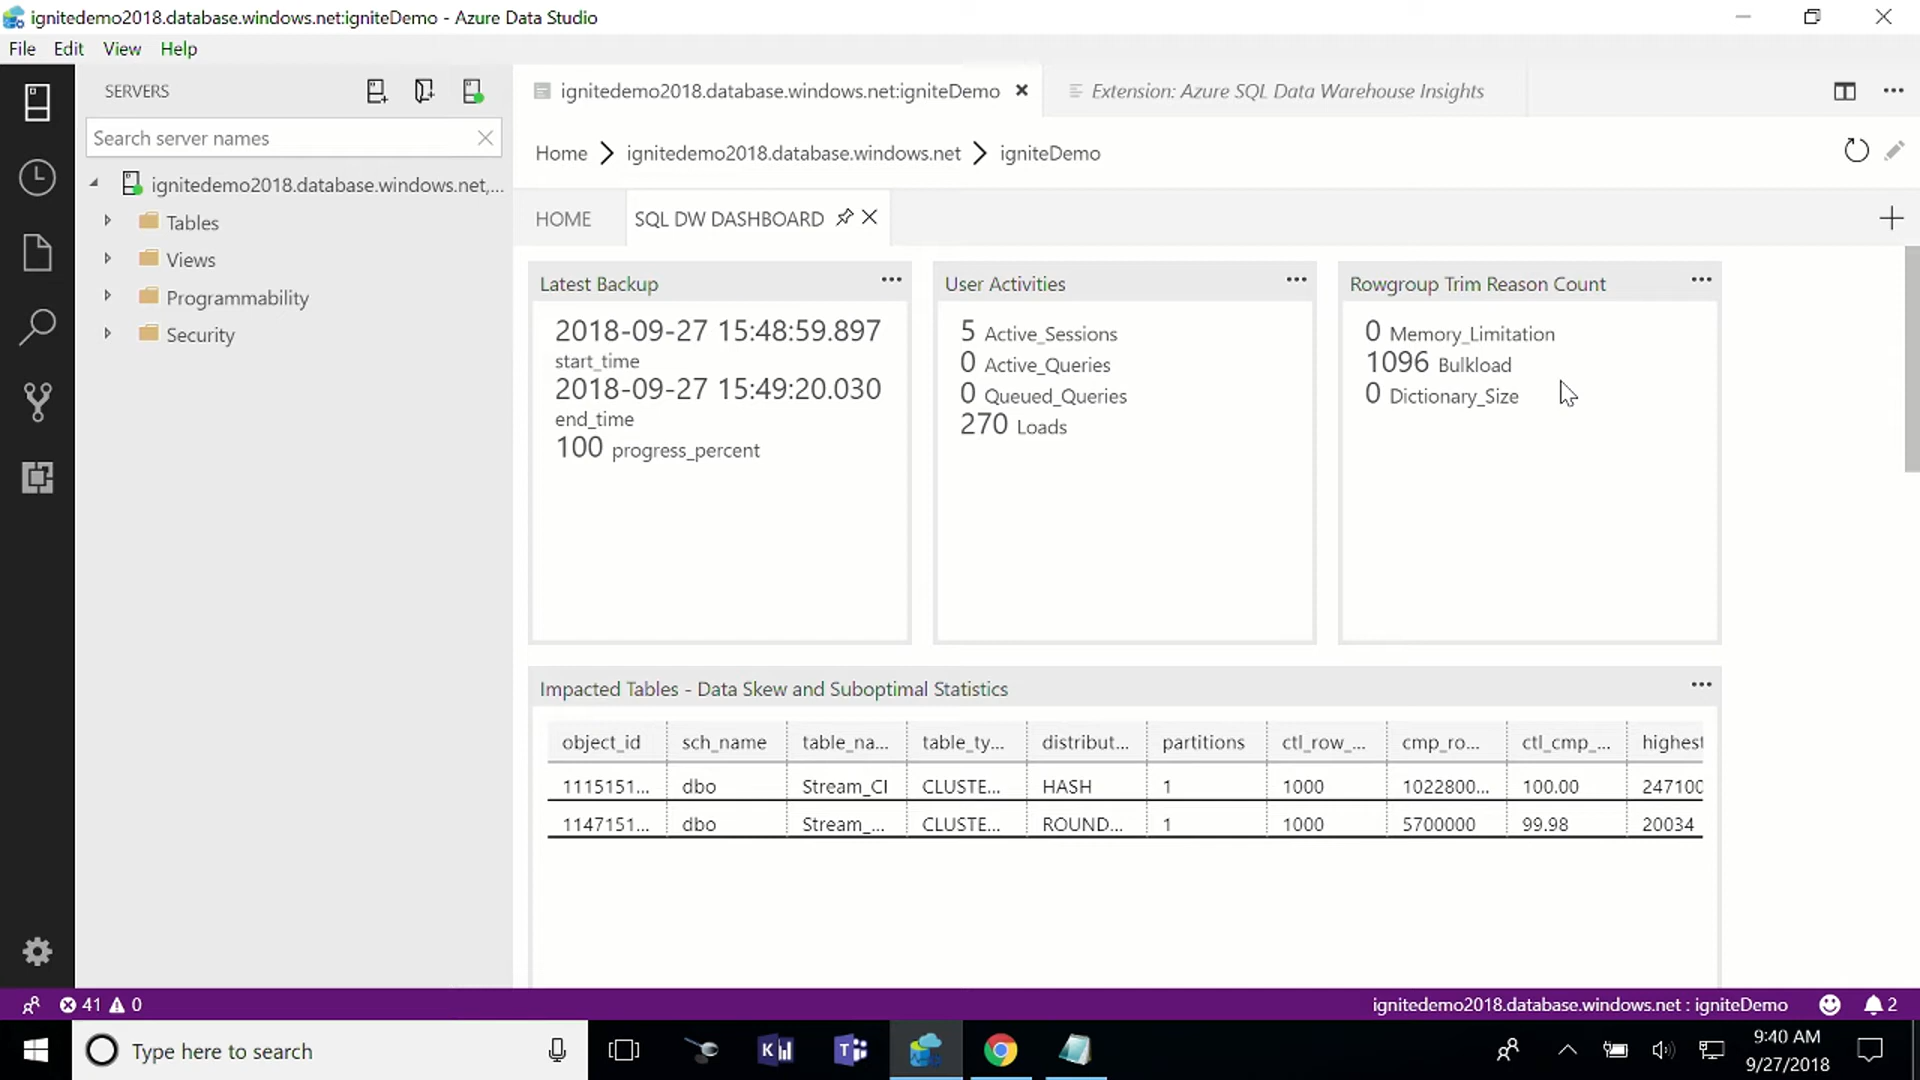 ignitedemo2018.database.windows.net:igniteDemo - Azure Data Studio
File Edit View Help
SERVERS
Search server names
ignitedemo2018.database.windows.net,...
Tables
Views
Programmability
Security
ignitedemo2018.database.windows.net:igniteDemo
Extension: Azure SQL Data Warehouse Insights
Home ignitedemo2018.database.windows.net igniteDemo
HOME SQL DW DASHBOARD
Latest Backup
2018-09-27 15:48:59.897
start_time
2018-09-27 15:49:20.030
end_time
100 progress_percent
User Activities
5 Active_Sessions
0 Active_Queries
0 Queued_Queries
270 Loads
Rowgroup Trim Reason Count
0 Memory_Limitation
1096 Bulkload
0 Dictionary_Size
Impacted Tables - Data Skew and Suboptimal Statistics
object_id sch_name table_na... table_ty... distribut... partitions ctl_row_... cmp_ro... ctl_cmp_... highest
1115151... dbo Stream_CI CLUSTE... HASH 1 1000 1022800... 100.00 247100
1147151... dbo Stream_... CLUSTE... ROUND... 1 1000 5700000 99.98 20034
41 0
ignitedemo2018.database.windows.net : igniteDemo
2
Type here to search
9:40 AM
9/27/2018